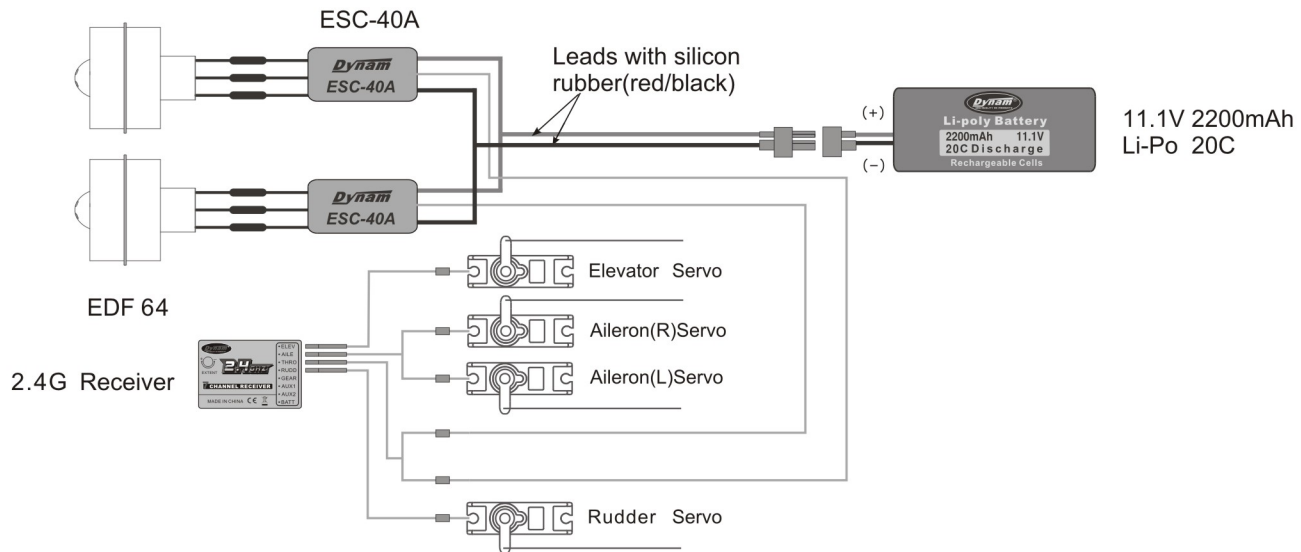 ESC-40A
Dynam
ESC-40A
Leads with silicon
rubber(red/black)
(+)
(−)
Dynam
Li-poly Battery
2200mAh 11.1V
20C Discharge
Rechargeable Cells
11.1V 2200mAh
Li-Po 20C
Dynam
ESC-40A
EDF 64
Elevator Servo
Aileron(R)Servo
Aileron(L)Servo
2.4G Receiver
2.4
CHANNEL RECEIVER
MADE IN CHINA CE
•ELEV
•AILE
•THRO
•RUDD
•GEAR
•AUX1
•AUX2
•BATT
Rudder Servo